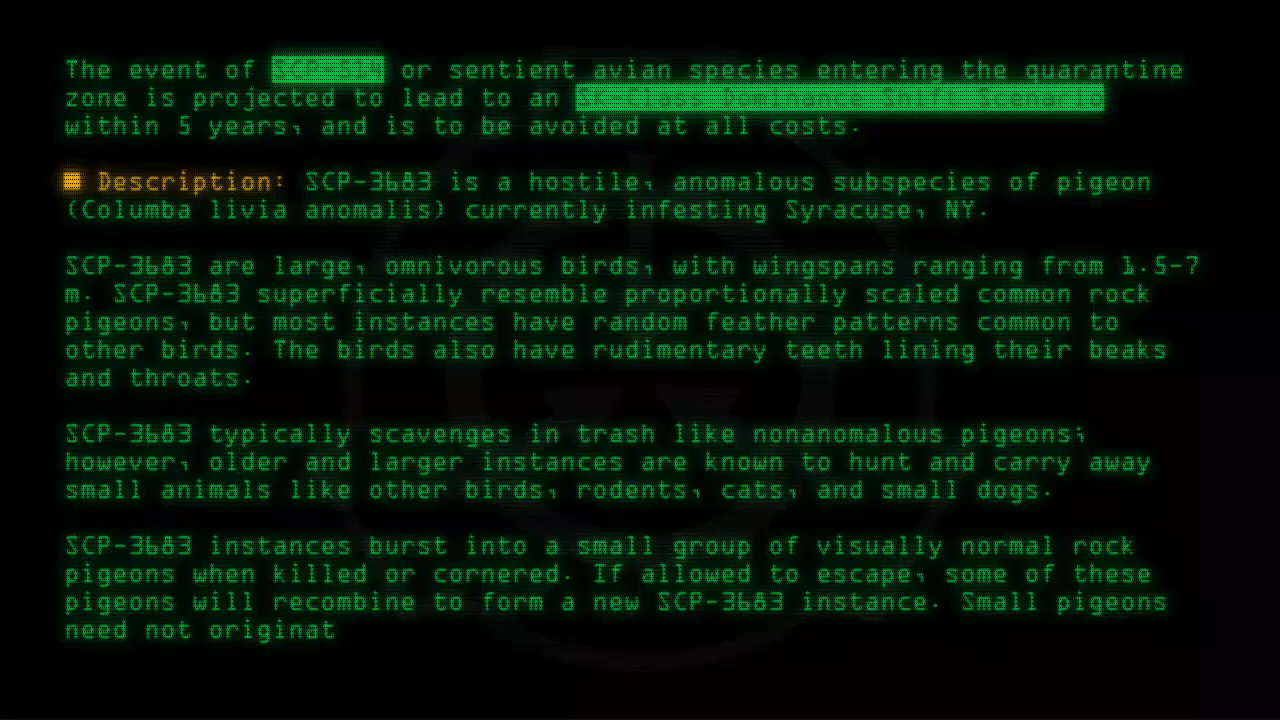 The event of or sentient avian species entering the quarantine
zone is projected to lead to an SK-Class Dominance Shift Scenario
within 5 years, and is to be avoided at all costs.
Description: SCP-3683 is a hostile, anomalous subspecies of pigeon
(Columba livia anomalis) currently infesting Syracuse, NY.
SCP-3683 are large, omnivorous birds, with wingspans ranging from 1.5-7
m. SCP-3683 superficially resemble proportionally scaled common rock
pigeons, but most instances have random feather patterns common to
other birds. The birds also have rudimentary teeth lining their beaks
and throats.
SCP-3683 typically scavenges in trash like nonanomalous pigeons;
however, older and larger instances are known to hunt and carry away
small animals like other birds, rodents, cats, and small dogs.
SCP-3683 instances burst into a small group of visually normal rock
pigeons when killed or cornered. If allowed to escape, some of these
pigeons will recombine to form a new SCP-3683 instance. Small pigeons
need not originat